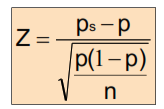 Z = (pₛ – p) / √(p(1 – p) / n)